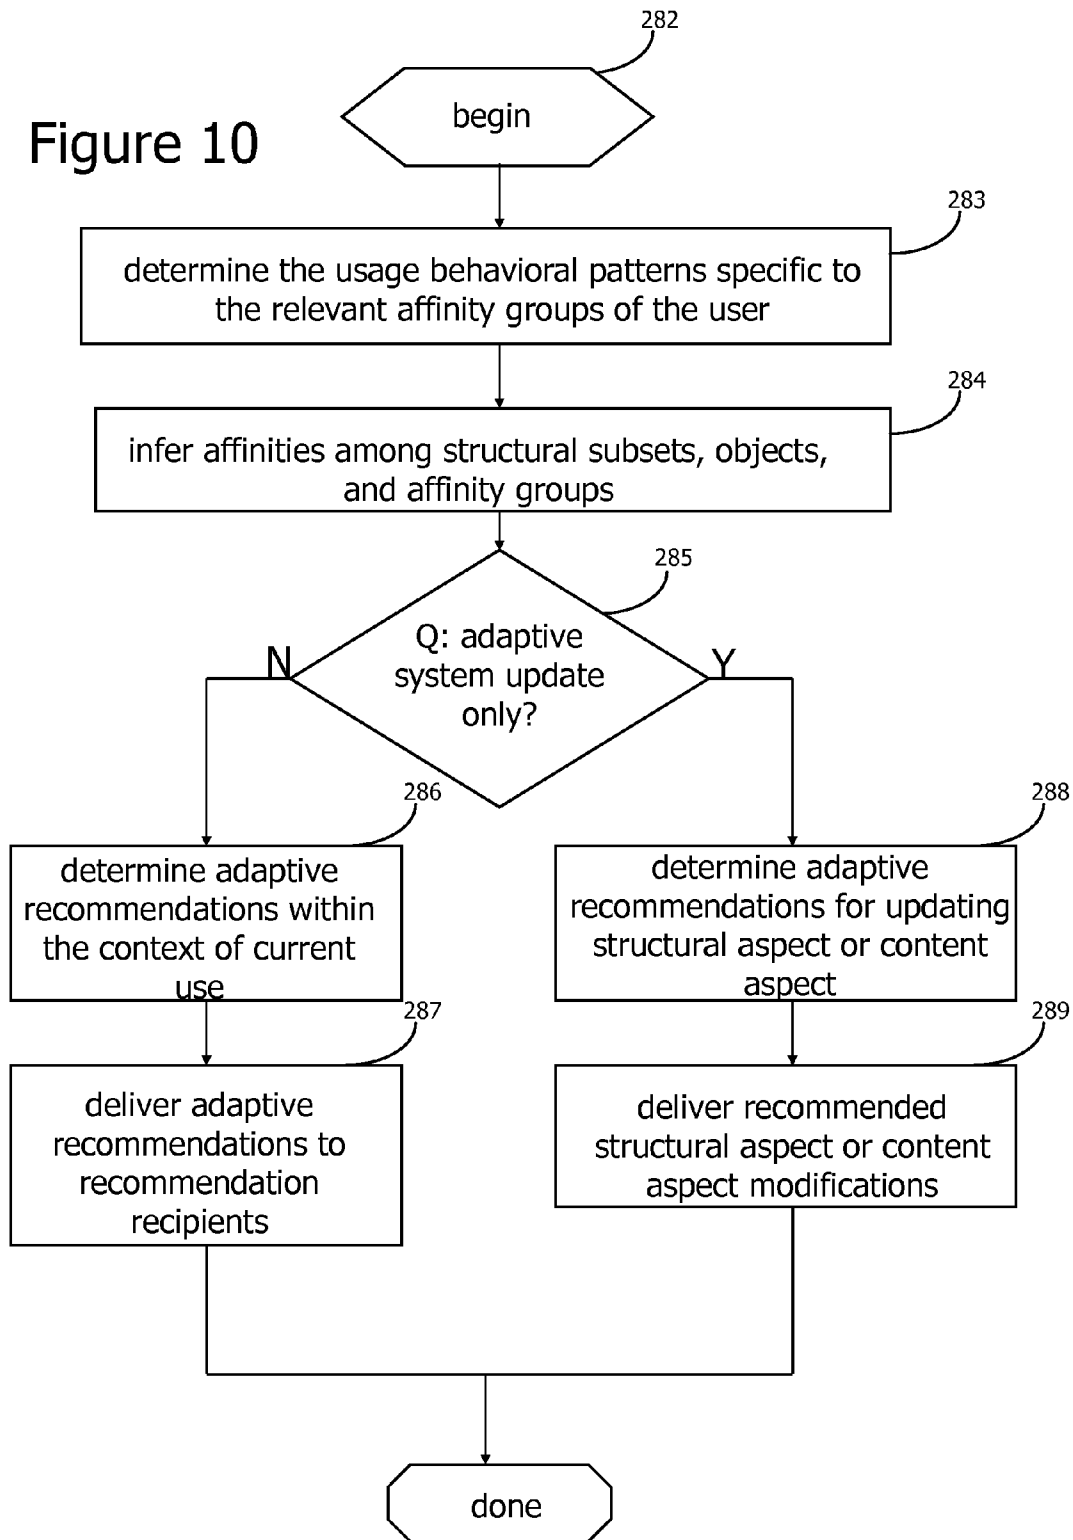 282
begin
Figure 10
283
determine the usage behavioral patterns specific to
the relevant affinity groups of the user
284
infer affinities among structural subsets, objects,
and affinity groups
285
Q: adaptive
system update
only?
N
Y
286
determine adaptive
recommendations within
the context of current
use
288
determine adaptive
recommendations for updating
structural aspect or content
aspect
287
deliver adaptive
recommendations to
recommendation
recipients
289
deliver recommended
structural aspect or content
aspect modifications
done